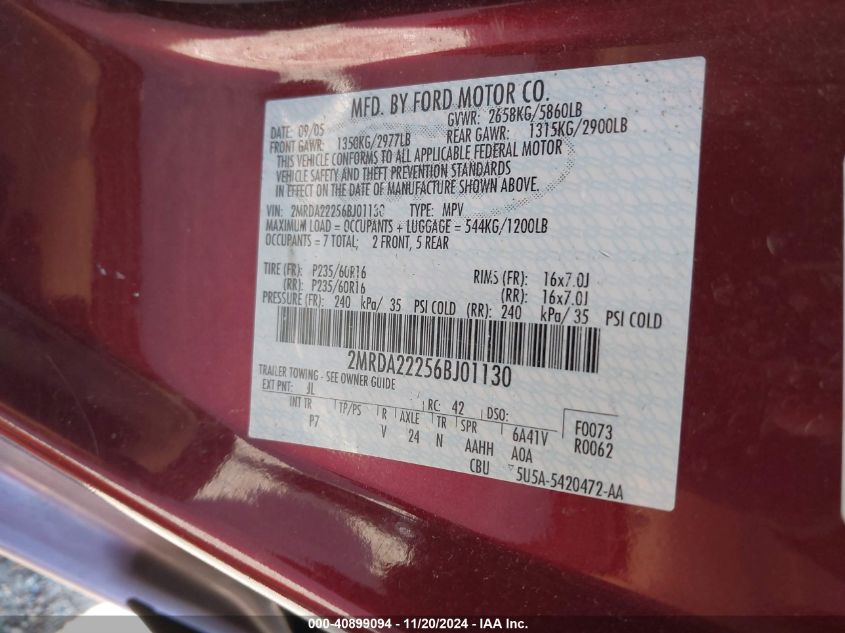 MFD. BY FORD MOTOR CO.
DATE: 09/05 GVWR: 2658KG/5860LB
FRONT GAWR: 1350KG/2977LB REAR GAWR: 1315KG/2900LB
THIS VEHICLE CONFORMS TO ALL APPLICABLE FEDERAL MOTOR
VEHICLE SAFETY AND THEFT PREVENTION STANDARDS
IN EFFECT ON THE DATE OF MANUFACTURE SHOWN ABOVE.
VIN: 2MRDA22256BJ01130 TYPE: MPV
MAXIMUM LOAD = OCCUPANTS + LUGGAGE = 544KG/1200LB
OCCUPANTS = 7 TOTAL; 2 FRONT, 5 REAR
TIRE (FR): P235/60R16 RIMS (FR): 16x7.0J
(RR): P235/60R16 (RR): 16x7.0J
PRESSURE (FR): 240 kPa/ 35 PSI COLD (RR): 240 kPa/ 35 PSI COLD
2MRDA22256BJ01130
TRAILER TOWING - SEE OWNER GUIDE
EXT PNT: JL RC: 42 DSO:
INT TR TP/PS R AXLE TR SPR 6A41V F0073
P7 V 24 N AAHH A0A R0062
CBU 5U5A-5420472-AA
000-40899094 - 11/20/2024 - IAA Inc.